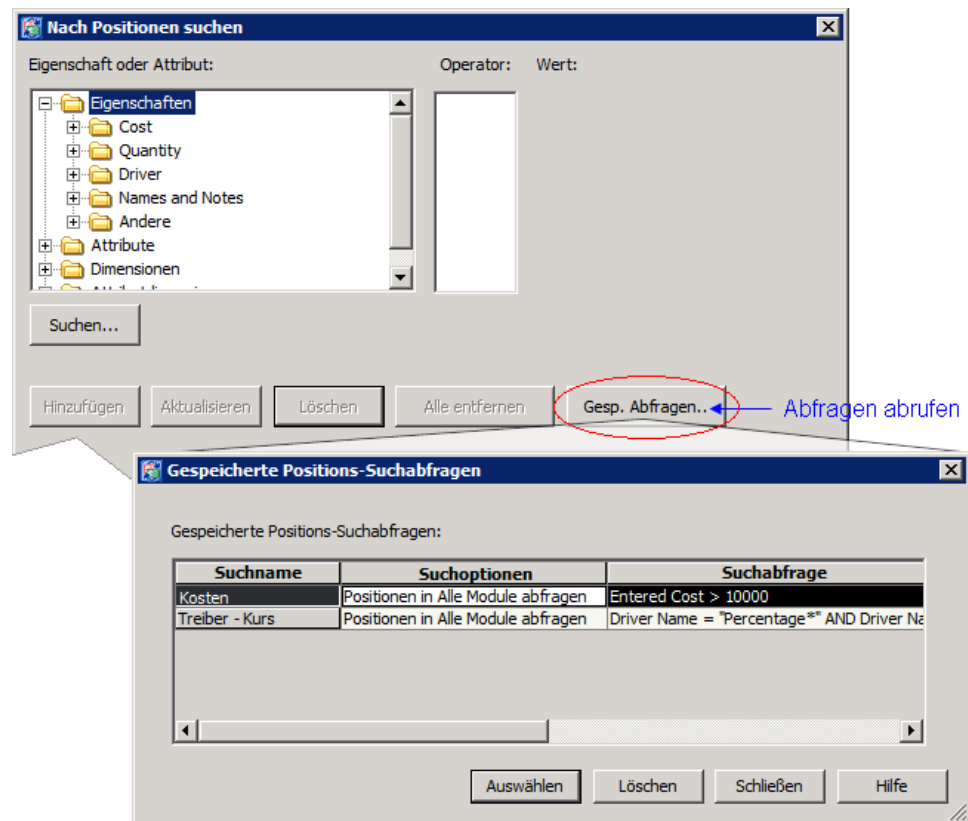 Nach Positionen suchen
Eigenschaft oder Attribut: Operator: Wert:
Eigenschaften
Cost
Quantity
Driver
Names and Notes
Andere
Attribute
Dimensionen
Suchen...
Hinzufügen Aktualisieren Löschen Alle entfernen Gesp. Abfragen.. Abfragen abrufen
Gespeicherte Positions-Suchabfragen
Gespeicherte Positions-Suchabfragen:
Suchname Suchoptionen Suchabfrage
Kosten Positionen in Alle Module abfragen Entered Cost > 10000
Treiber - Kurs Positionen in Alle Module abfragen Driver Name = "Percentage*" AND Driver Na
Auswählen Löschen Schließen Hilfe